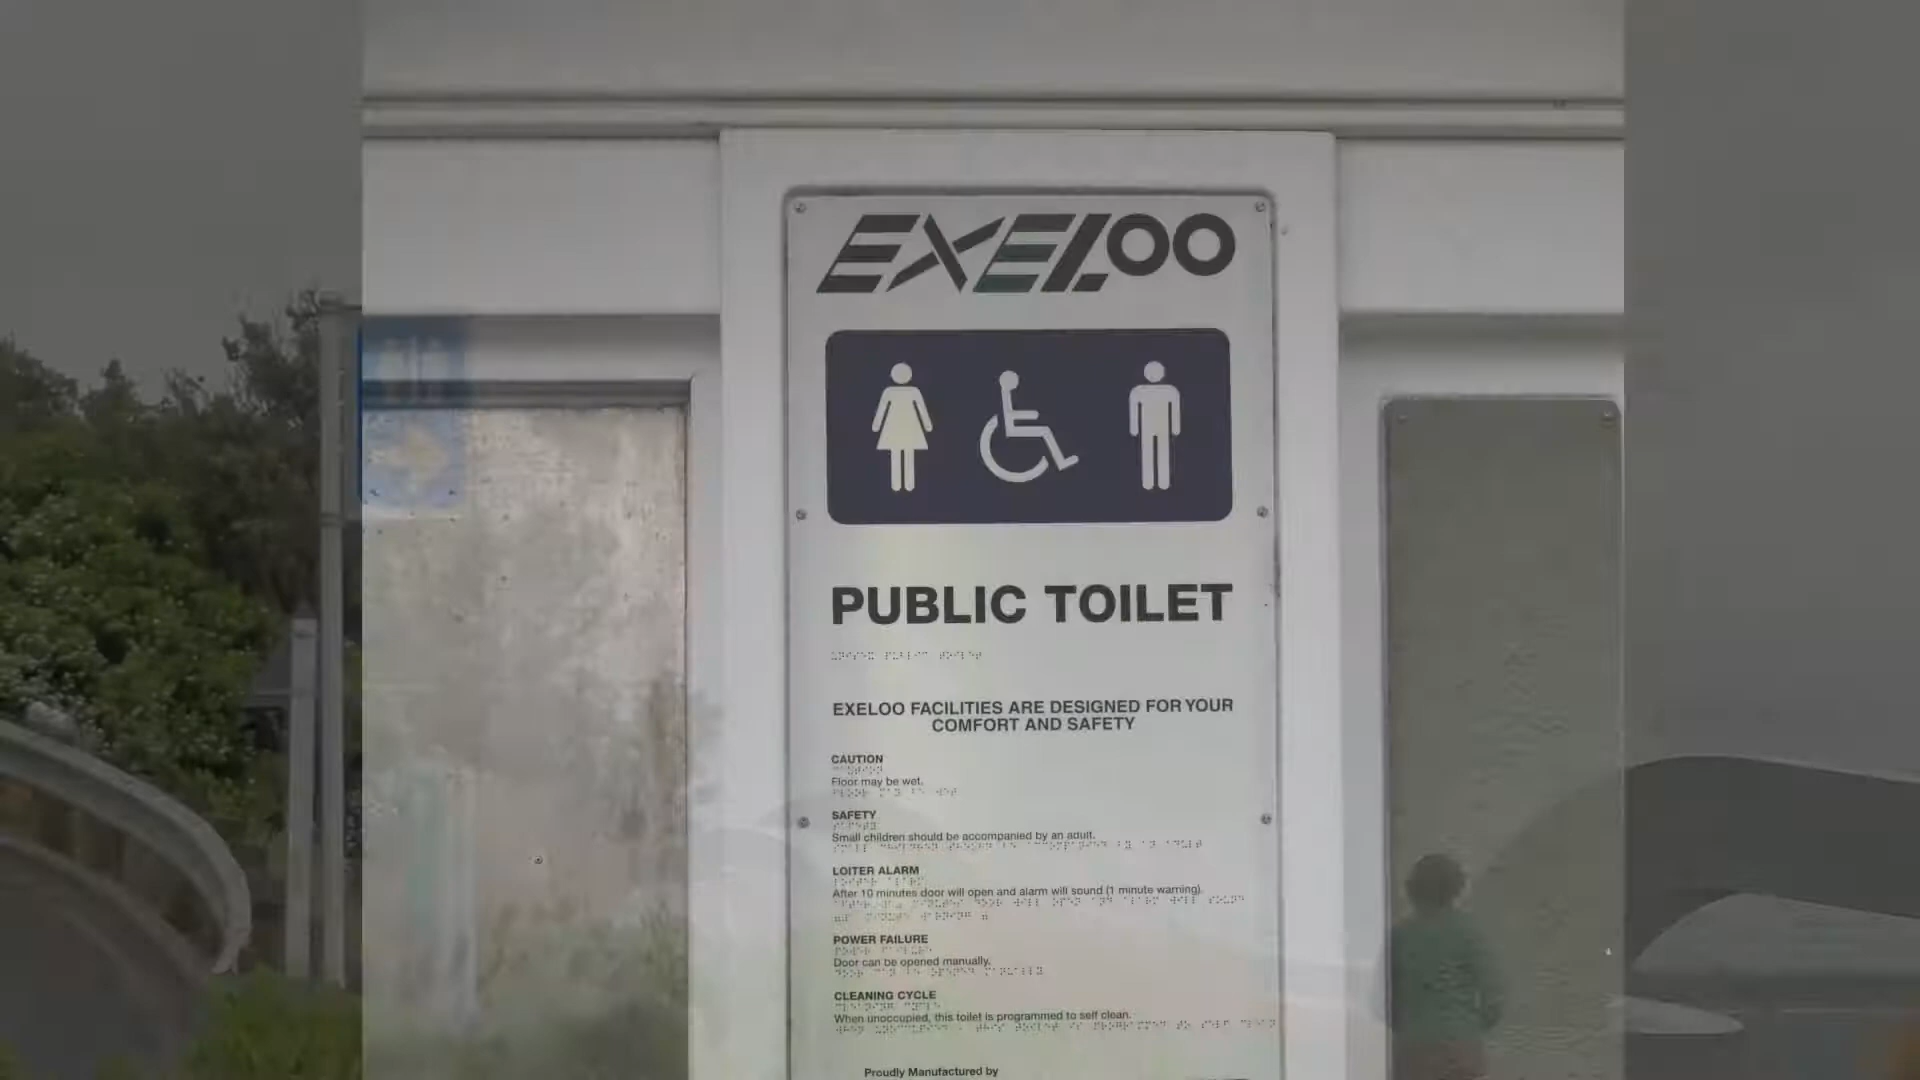 EXELOO
PUBLIC TOILET
EXELOO FACILITIES ARE DESIGNED FOR YOUR
COMFORT AND SAFETY
CAUTION
Floor may be wet.
SAFETY
Small children should be accompanied by an adult.
LOITER ALARM
After 10 minutes door will open and alarm will sound (1 minute warning).
POWER FAILURE
Door can be opened manually.
CLEANING CYCLE
When unoccupied, this toilet is programmed to self clean.
Proudly Manufactured by